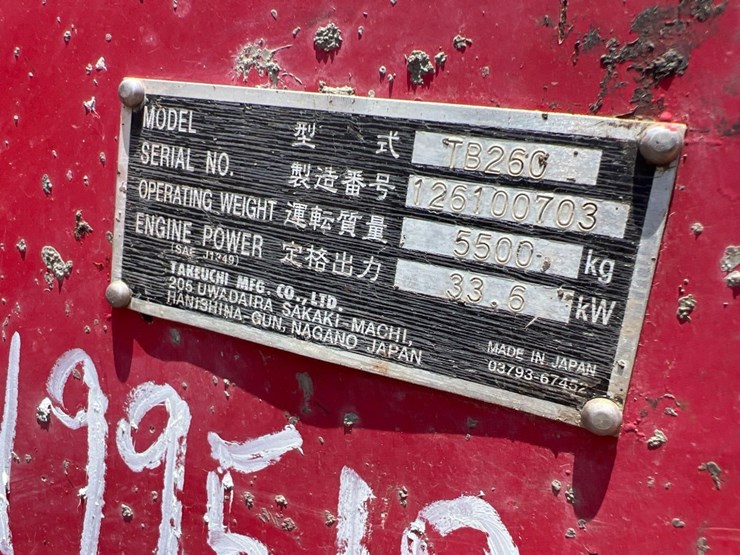 MODEL 型式 TB260
SERIAL NO. 製造番号 126100703
OPERATING WEIGHT 運転質量 5500 kg
ENGINE POWER 定格出力 33.6 kW
(SAE J1349)
TAKEUCHI MFG. CO., LTD.
205 UWADAIRA, SAKAKI-MACHI,
HANISHINA-GUN, NAGANO JAPAN
MADE IN JAPAN
03793-67452